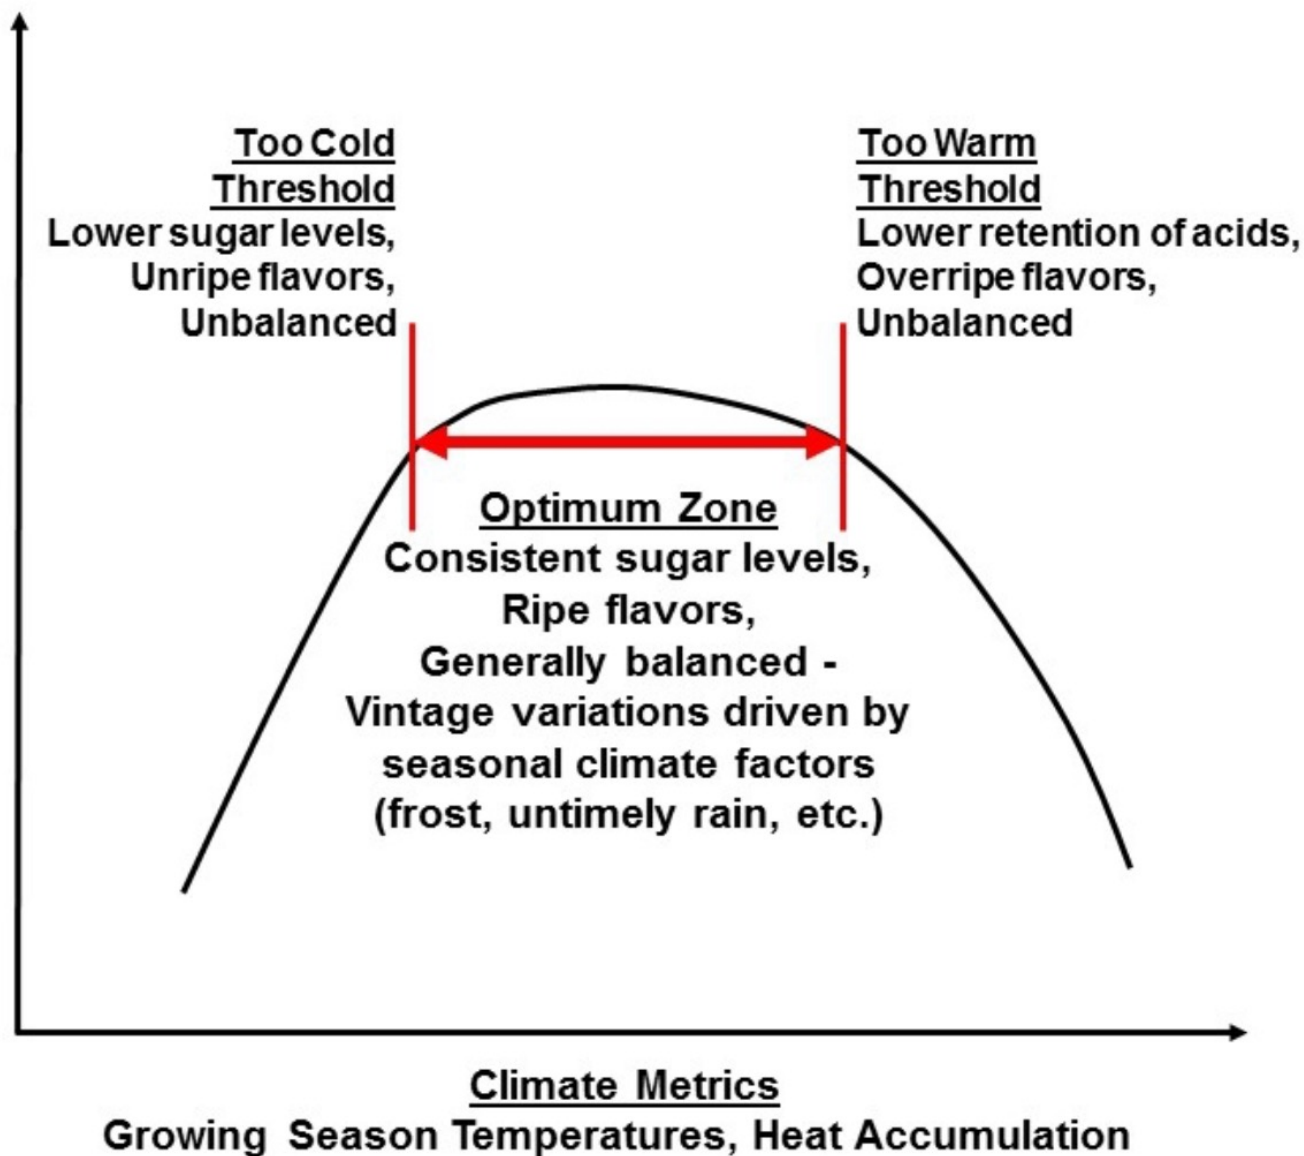 Too Cold
Threshold
Lower sugar levels,
Unripe flavors,
Unbalanced
Too Warm
Threshold
Lower retention of acids,
Overripe flavors,
Unbalanced
Optimum Zone
Consistent sugar levels,
Ripe flavors,
Generally balanced -
Vintage variations driven by
seasonal climate factors
(frost, untimely rain, etc.)
Climate Metrics
Growing Season Temperatures, Heat Accumulation